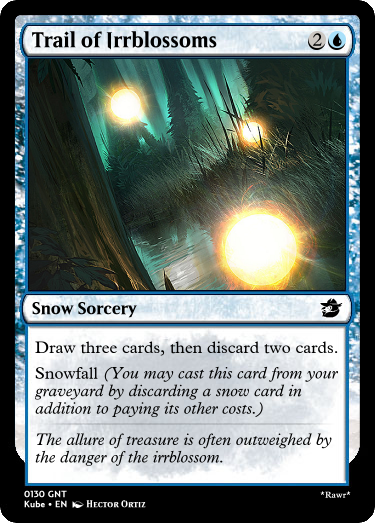 Trail of Irrblossoms 2
Snow Sorcery
Draw three cards, then discard two cards.
Snowfall (You may cast this card from your
graveyard by discarding a snow card in
addition to paying its other costs.)
The allure of treasure is often outweighed by
the danger of the irrblossom.
0130 GNT
Kube • EN Hector Ortiz
*Rawr*